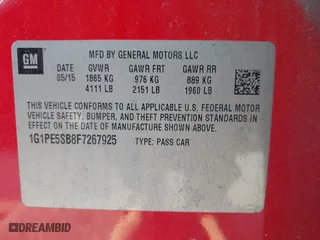 GM
MFD BY GENERAL MOTORS LLC
DATE GVWR GAWR FRT GAWR RR
05/15 1865 KG 976 KG 889 KG
4111 LB 2151 LB 1960 LB
THIS VEHICLE CONFORMS TO ALL APPLICABLE U.S. FEDERAL MOTOR
VEHICLE SAFETY, BUMPER, AND THEFT PREVENTION STANDARDS IN
EFFECT ON THE DATE OF MANUFACTURE SHOWN ABOVE.
1G1PE5SB8F7267925 TYPE: PASS CAR
© carfast.express